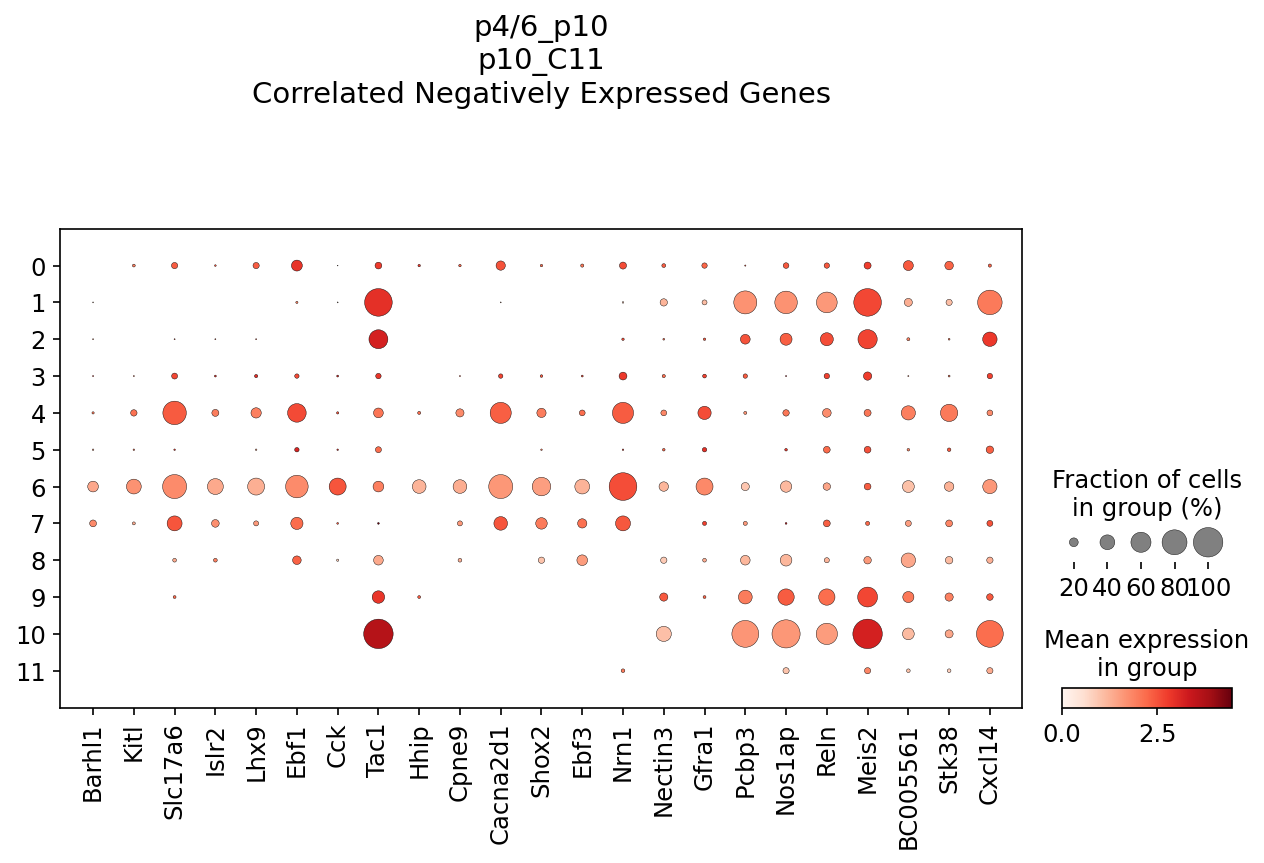 p4/6_p10
p10_C11
Correlated Negatively Expressed Genes
0
1
2
3
4
5
6
7
8
9
10
11
Barhl1
Kitl
Slc17a6
Islr2
Lhx9
Ebf1
Cck
Tac1
Hhip
Cpne9
Cacna2d1
Shox2
Ebf3
Nrn1
Nectin3
Gfra1
Pcbp3
Nos1ap
Reln
Meis2
BC005561
Stk38
Cxcl14
Fraction of cells
in group (%)
20 40 60 80 100
Mean expression
in group
0.0 2.5